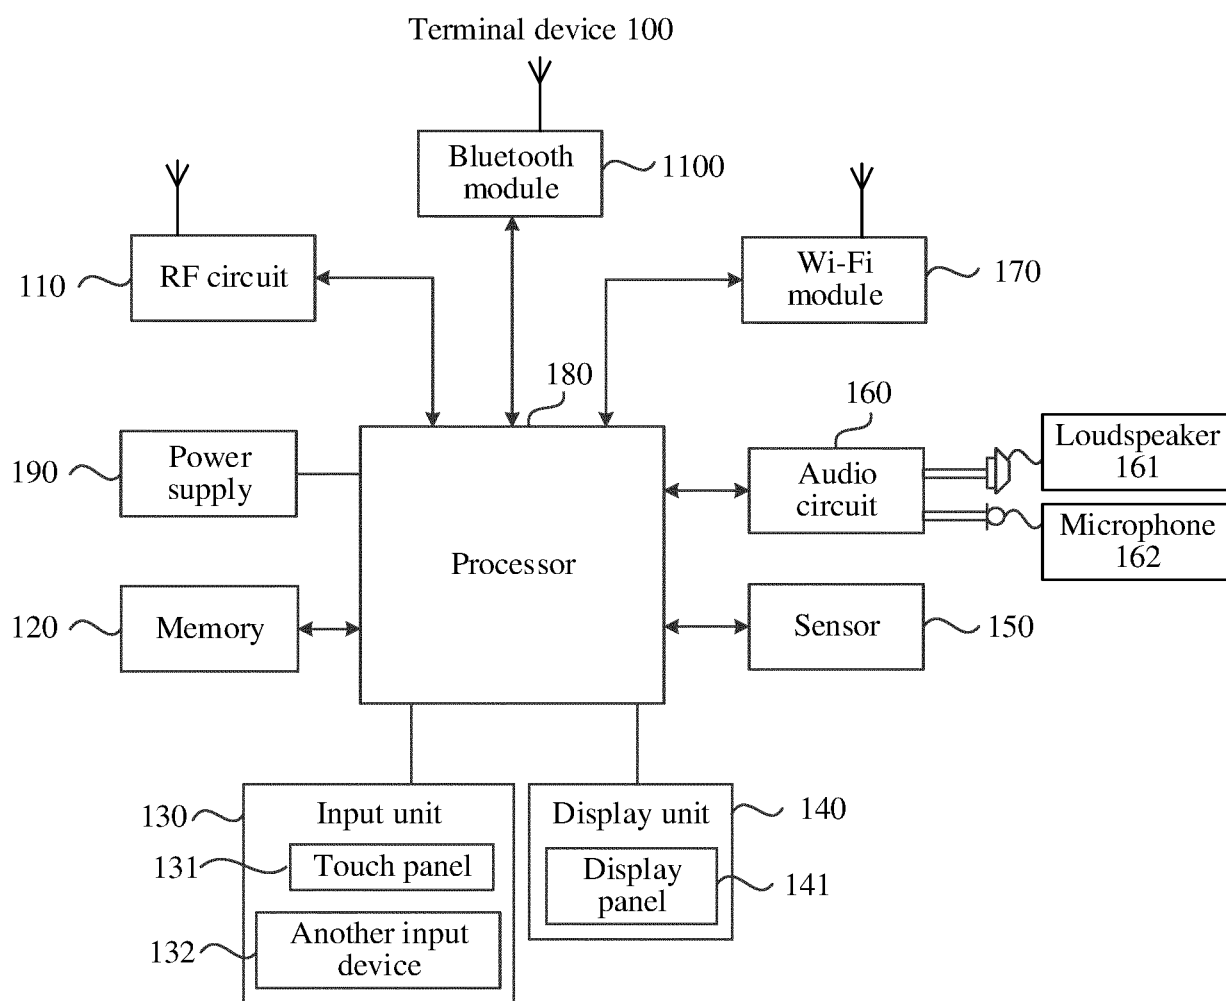 Terminal device 100
Bluetooth
module
1100
RF circuit
110
Wi-Fi
module
170
180
160
Power
supply
190
Audio
circuit
Loudspeaker
161
Microphone
162
Processor
Memory
120
Sensor
150
130
Input unit
131
Touch panel
132
Another input
device
Display unit
140
Display
panel
141